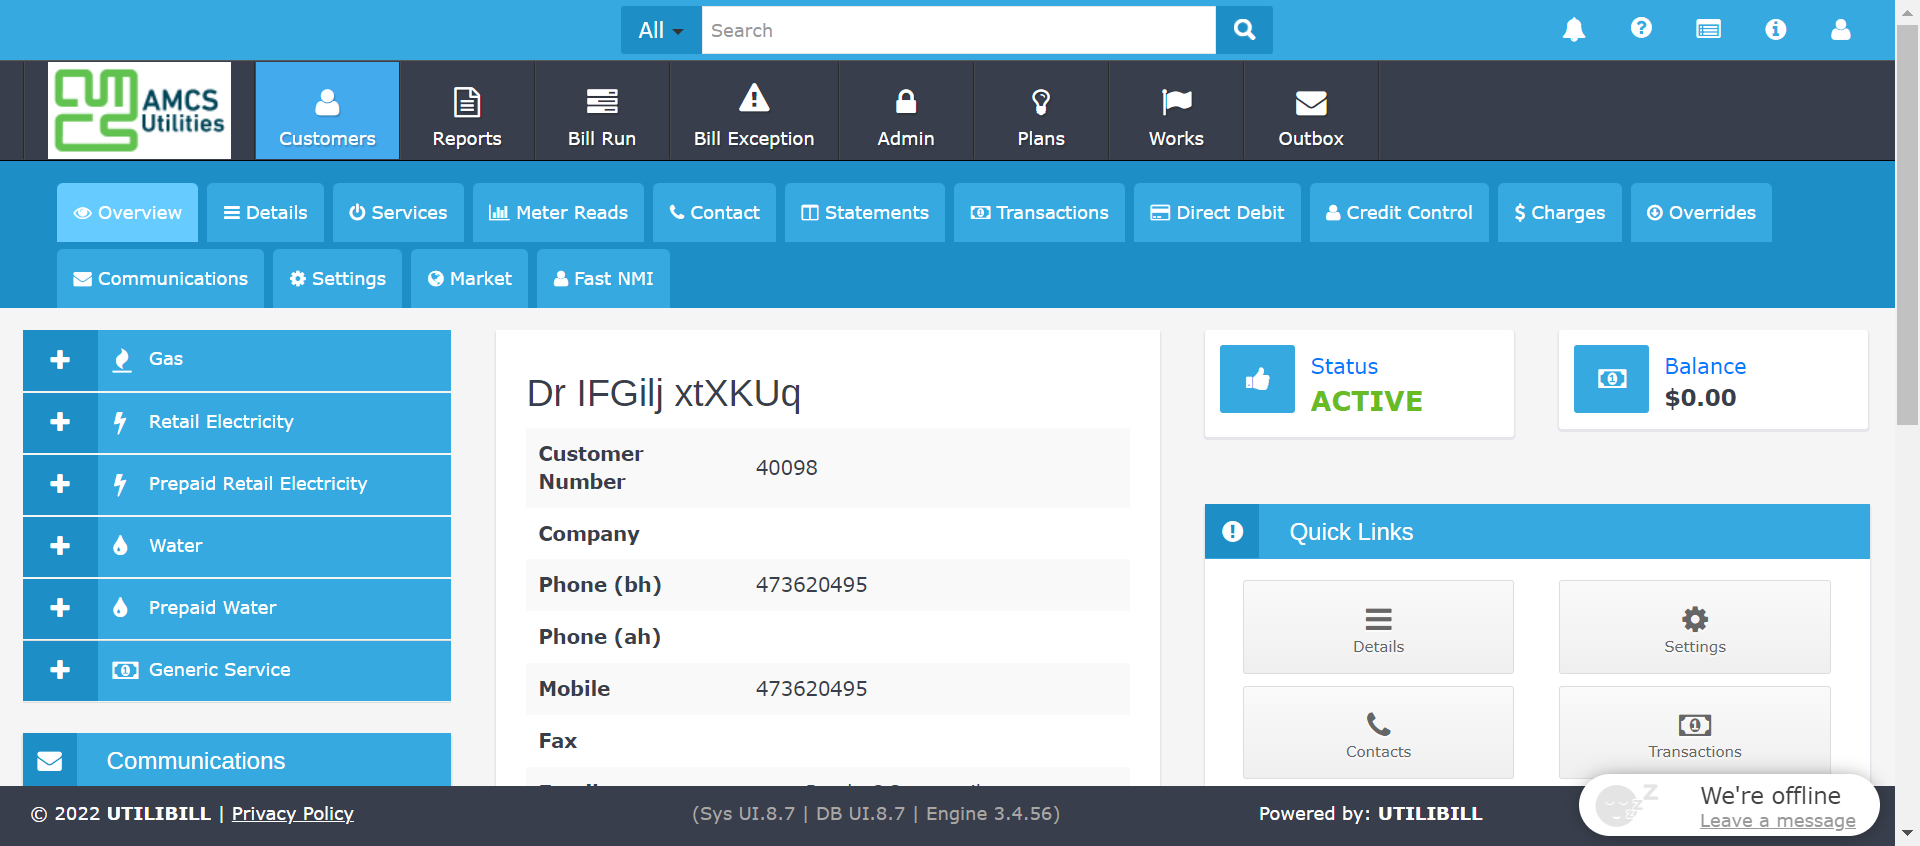 All
Search
AMCS
Utilities
Customers
Reports
Bill Run
Bill Exception
Admin
Plans
Works
Outbox
Overview
Details
Services
Meter Reads
Contact
Statements
Transactions
Direct Debit
Credit Control
$ Charges
Overrides
Communications
Settings
Market
Fast NMI
Gas
Retail Electricity
Prepaid Retail Electricity
Water
Prepaid Water
Generic Service
Communications
Dr IFGilj xtXKUq
Customer
Number
40098
Company
Phone (bh) 473620495
Phone (ah)
Mobile 473620495
Fax
Status
ACTIVE
Balance
$0.00
Quick Links
Details
Settings
Contacts
Transactions
© 2022 UTILIBILL | Privacy Policy
(Sys UI.8.7 | DB UI.8.7 | Engine 3.4.56)
Powered by: UTILIBILL
We're offline
Leave a message